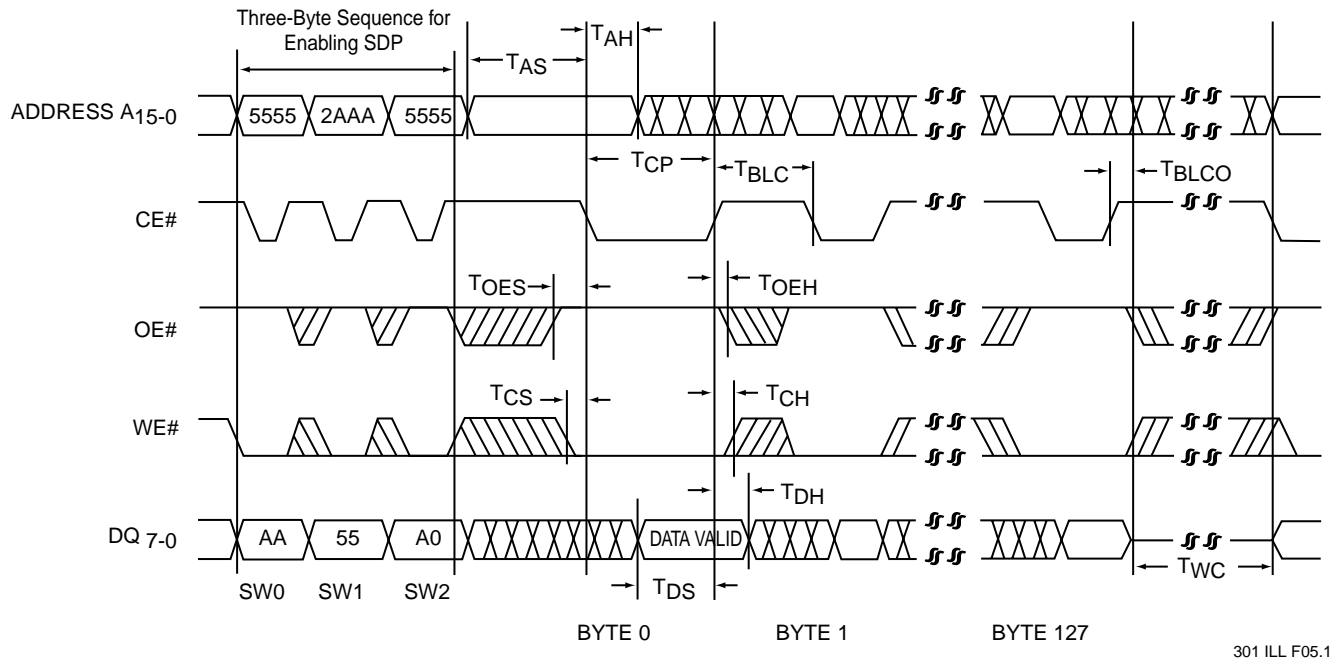 Three-Byte Sequence for
Enabling SDP
TAH
TAS
ADDRESS A15-0
5555
2AAA
5555
TCP
TBLC
TBLCO
CE#
TOES
TOEH
OE#
TCS
TCH
WE#
TDH
DQ 7-0
AA
55
A0
DATA VALID
TWC
SW0
SW1
SW2
TDS
BYTE 0
BYTE 1
BYTE 127
301 ILL F05.1